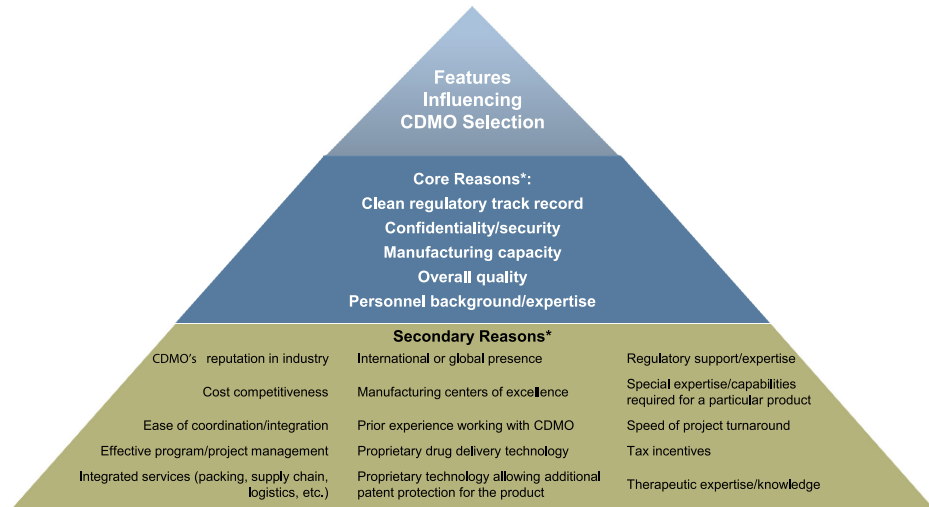 Features
Influencing
CDMO Selection
Core Reasons*:
Clean regulatory track record
Confidentiality/security
Manufacturing capacity
Overall quality
Personnel background/expertise
Secondary Reasons*
CDMO's reputation in industry
Cost competitiveness
Ease of coordination/integration
Effective program/project management
Integrated services (packing, supply chain,
logistics, etc.)
International or global presence
Manufacturing centers of excellence
Prior experience working with CDMO
Proprietary drug delivery technology
Proprietary technology allowing additional
patent protection for the product
Regulatory support/expertise
Special expertise/capabilities
required for a particular product
Speed of project turnaround
Tax incentives
Therapeutic expertise/knowledge